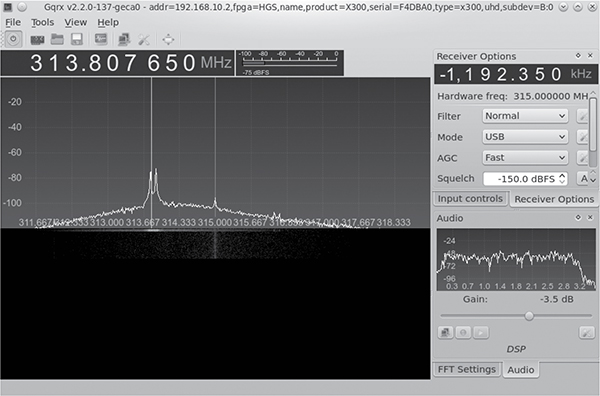 Gqrx v2.2.0-137-geca0 - addr=192.168.10.2,fpga=HGS,name,product=X300,serial=F4DBA0,type=x300,uhd,subdev=B:0
File Tools View Help
313.807 650 MHz
0 10 20 30 40 50
-75 dBFS
-20
-40
-60
-80
-100
311.667 312.333 313.000 313.667 314.333 315.000 315.667 316.333 317.000 317.667 318.333
Receiver Options
-1,192.350 kHz
Hardware freq: 315.000000 MH
Filter Normal
Mode USB
AGC Fast
Squelch -150.0 dBFS A
Input controls Receiver Options
Audio
-24
-48
-72
-96
0.3 0.7 1.0 1.4 1.7 2.1 2.4 2.8 3.2
Gain: -3.5 dB
DSP
FFT Settings Audio